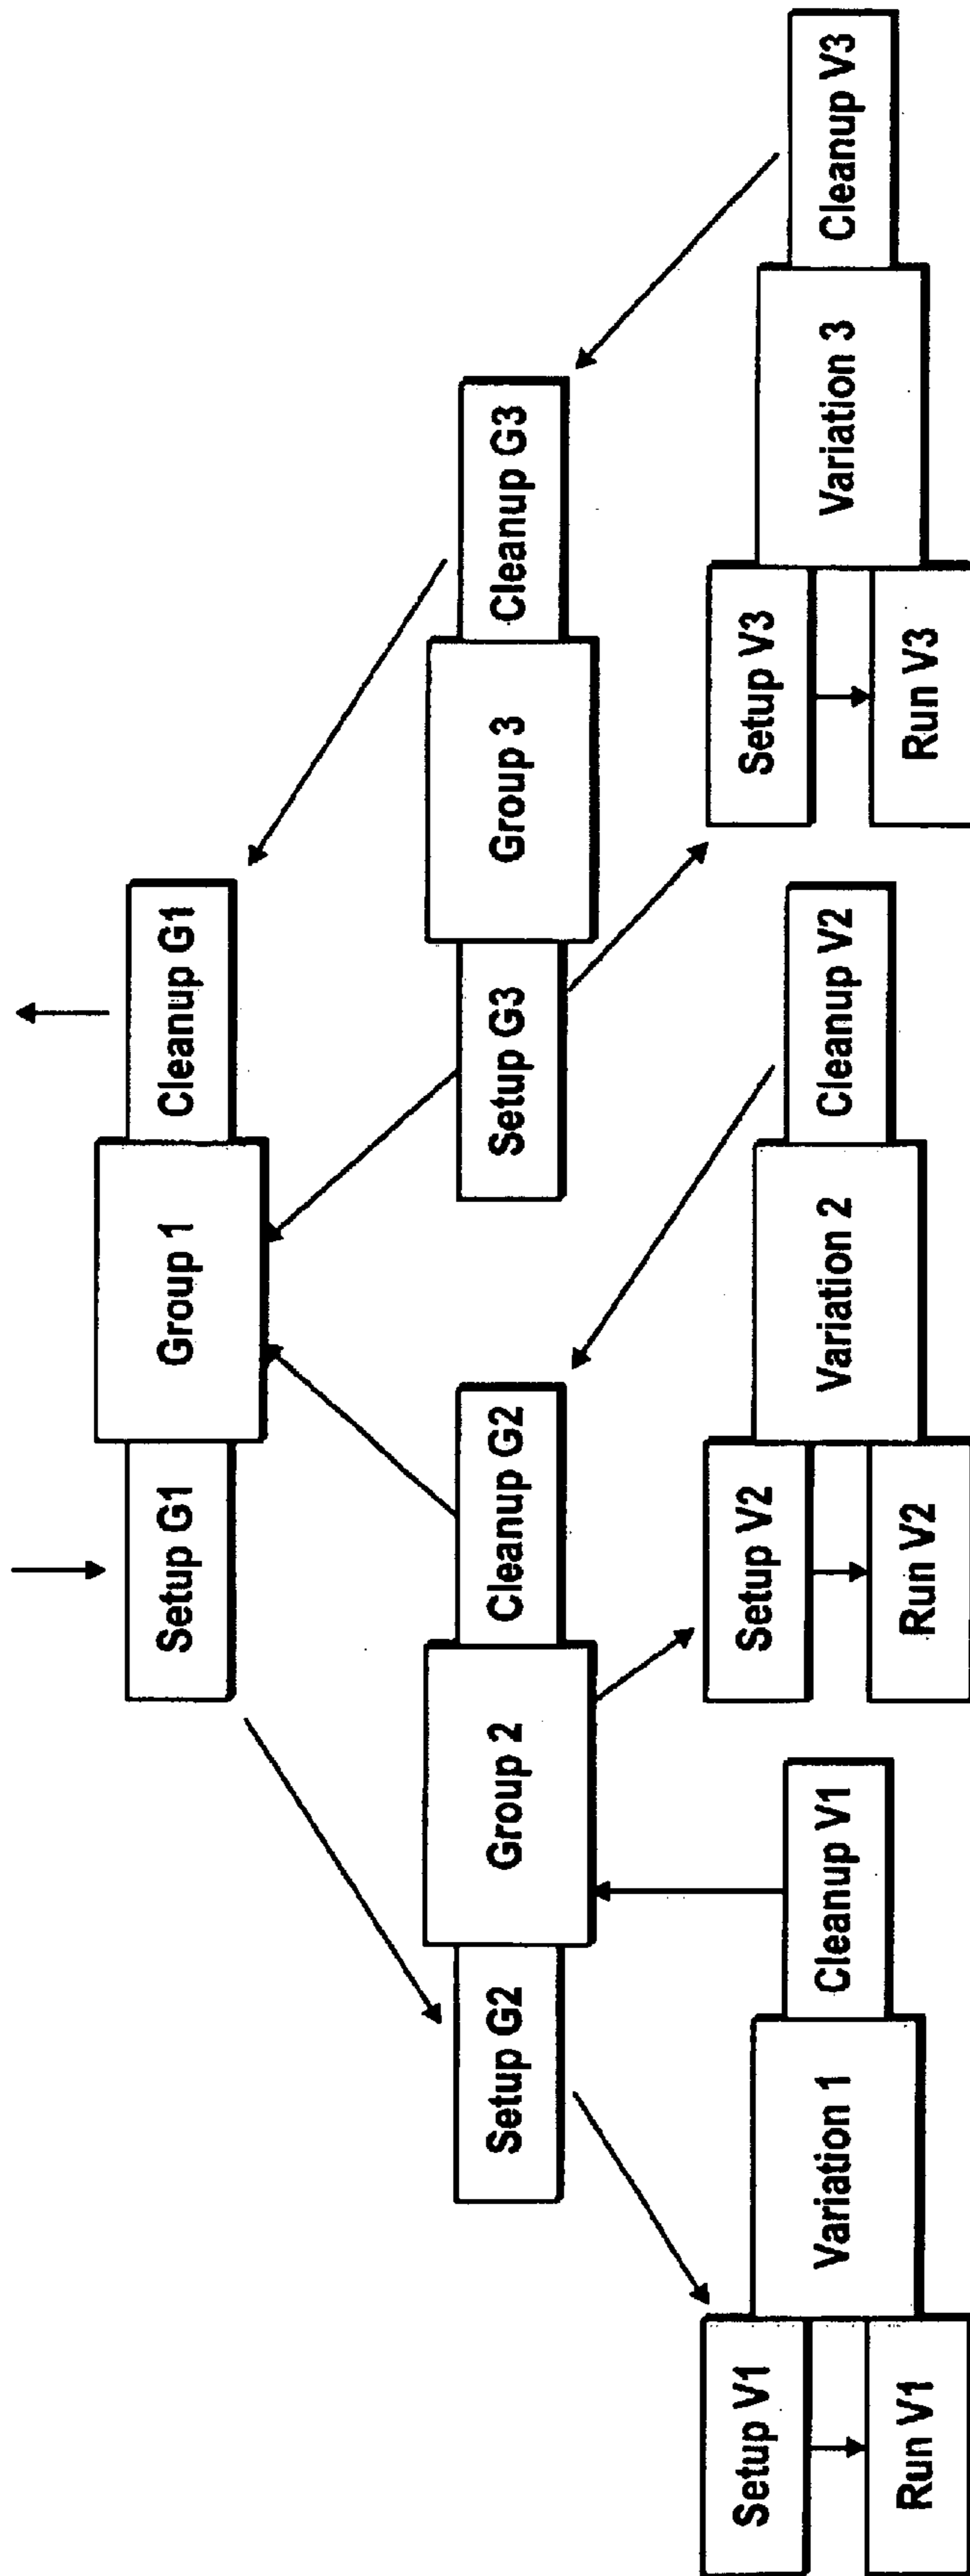 Setup G1
Group 1
Cleanup G1
Setup G2
Group 2
Cleanup G2
Setup G3
Group 3
Cleanup G3
Setup V1
Variation 1
Cleanup V1
Run V1
Setup V2
Variation 2
Cleanup V2
Run V2
Setup V3
Variation 3
Cleanup V3
Run V3